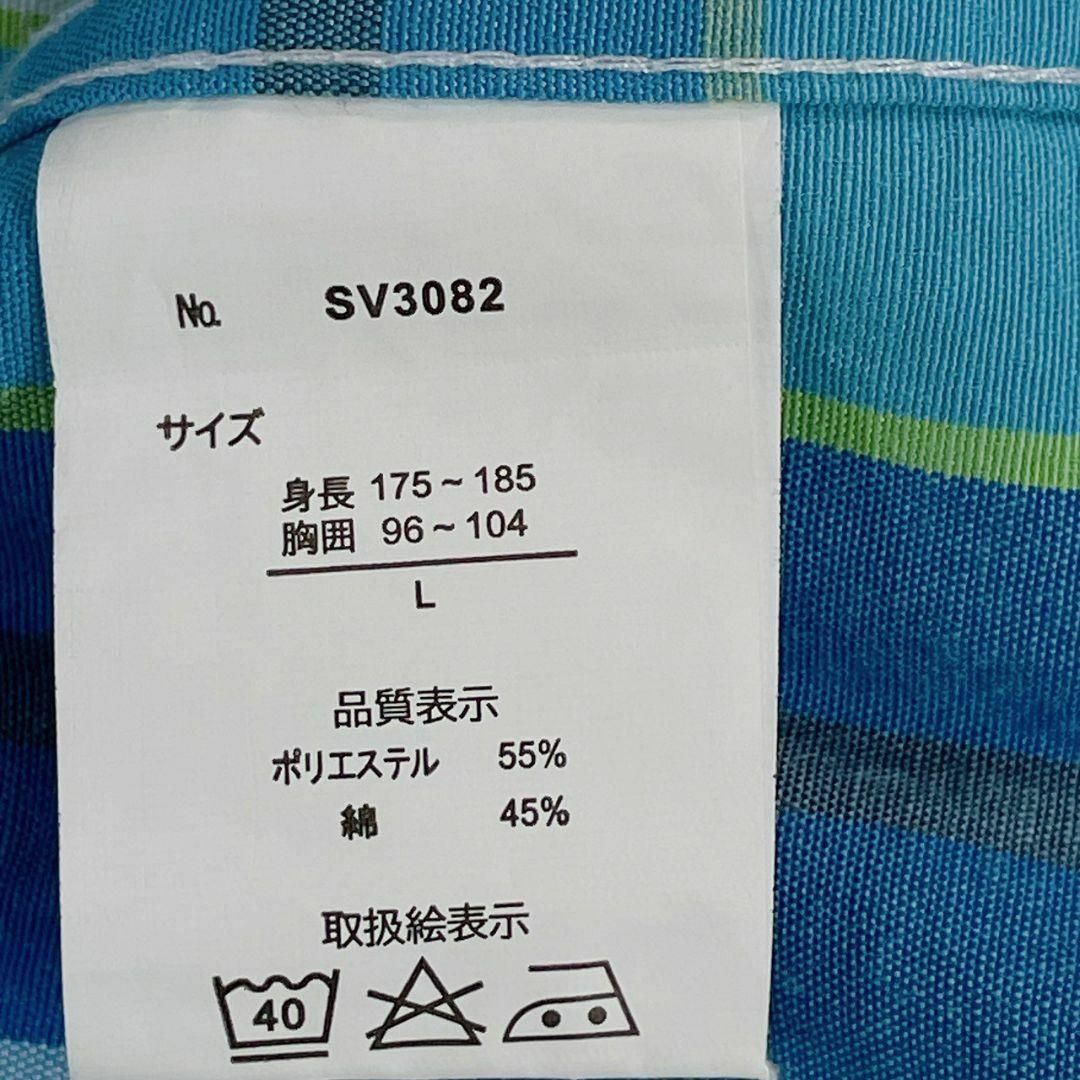 No. SV3082
サイズ
身長 175~185
胸囲 96~104
L
品質表示
ポリエステル 55%
綿 45%
取扱絵表示
40